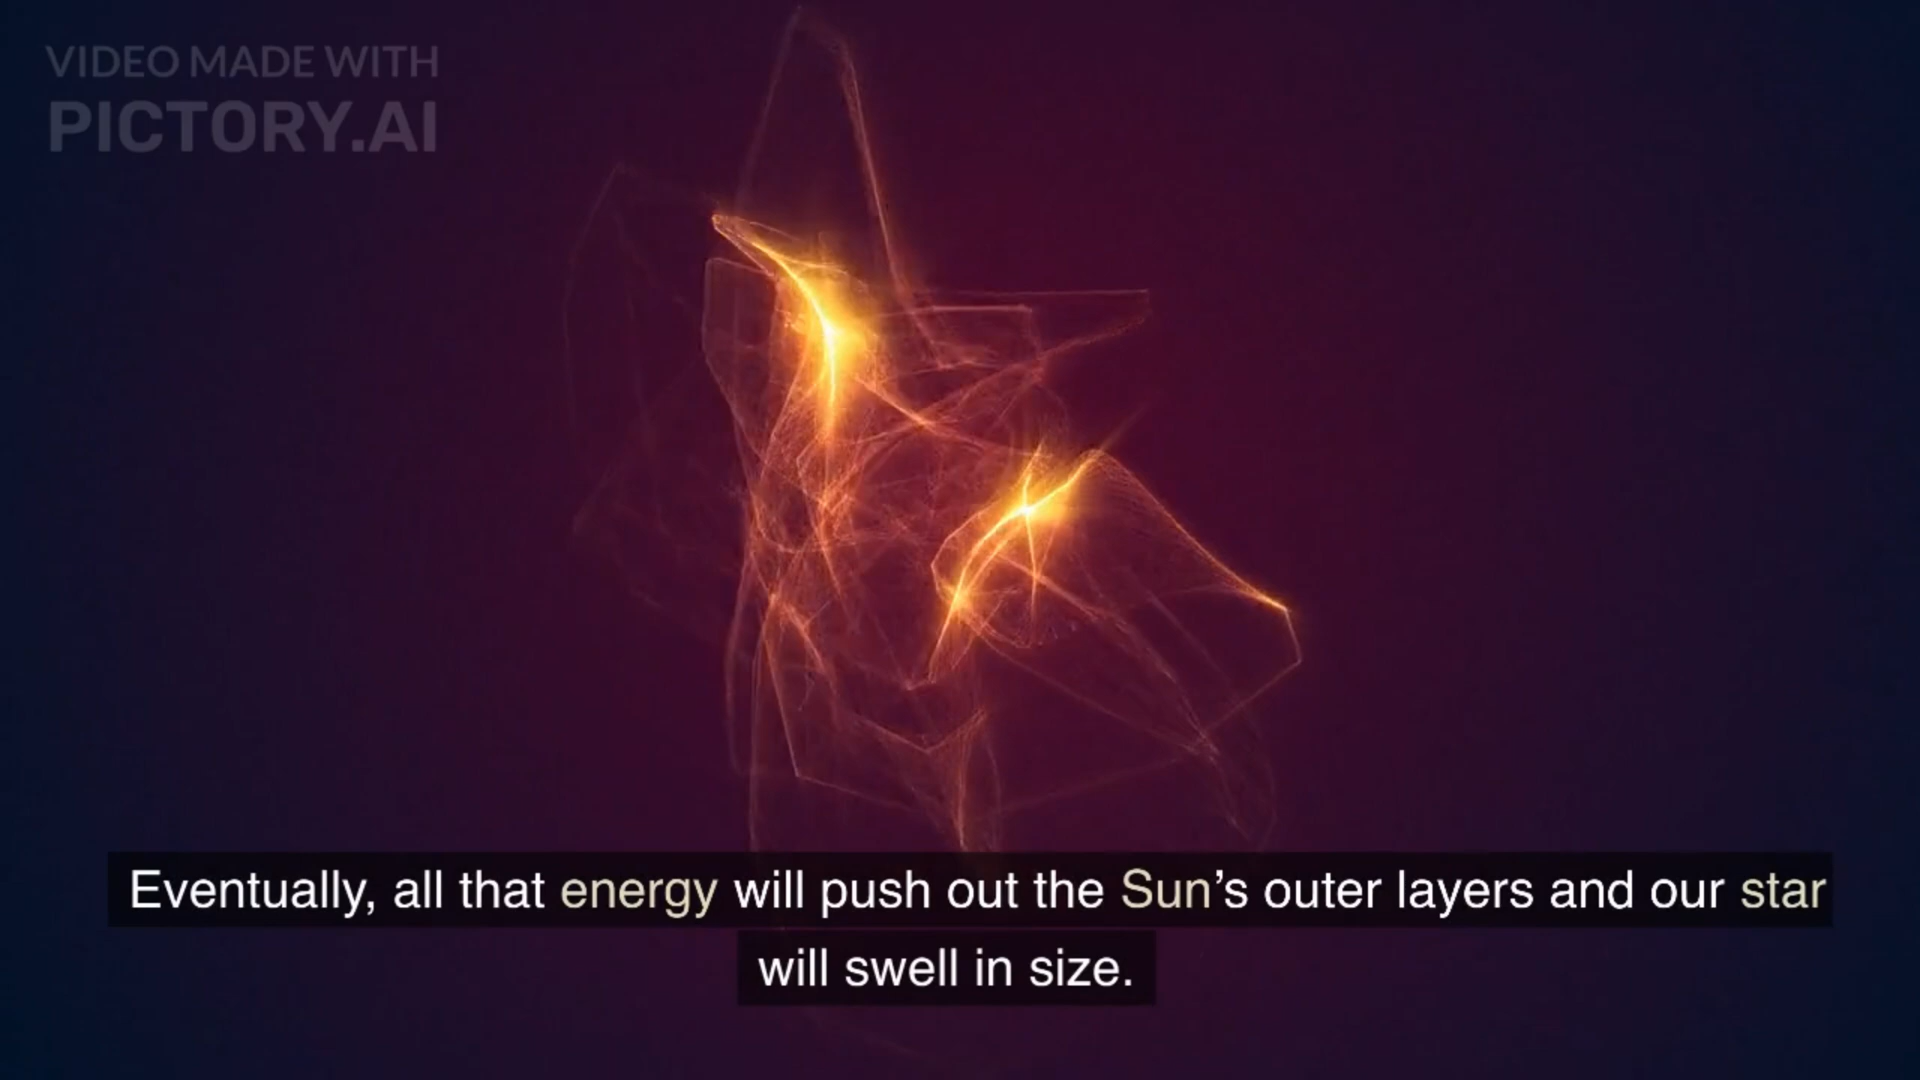 VIDEO MADE WITH
PICTORY.AI
Eventually, all that energy will push out the Sun’s outer layers and our star
will swell in size.